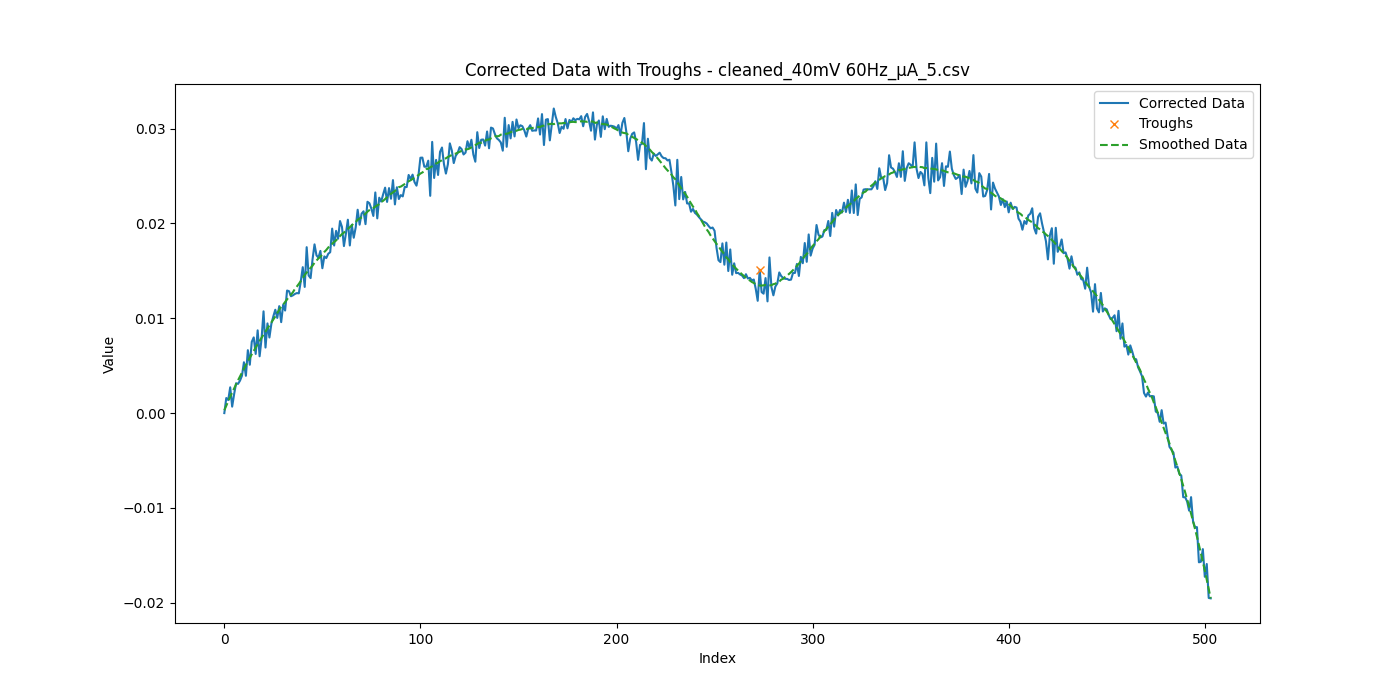 Corrected Data with Troughs - cleaned_40mV 60Hz_µA_5.csv
Corrected Data
Troughs
Smoothed Data
Value
0.03
0.02
0.01
0.00
−0.01
−0.02
0 100 200 300 400 500
Index